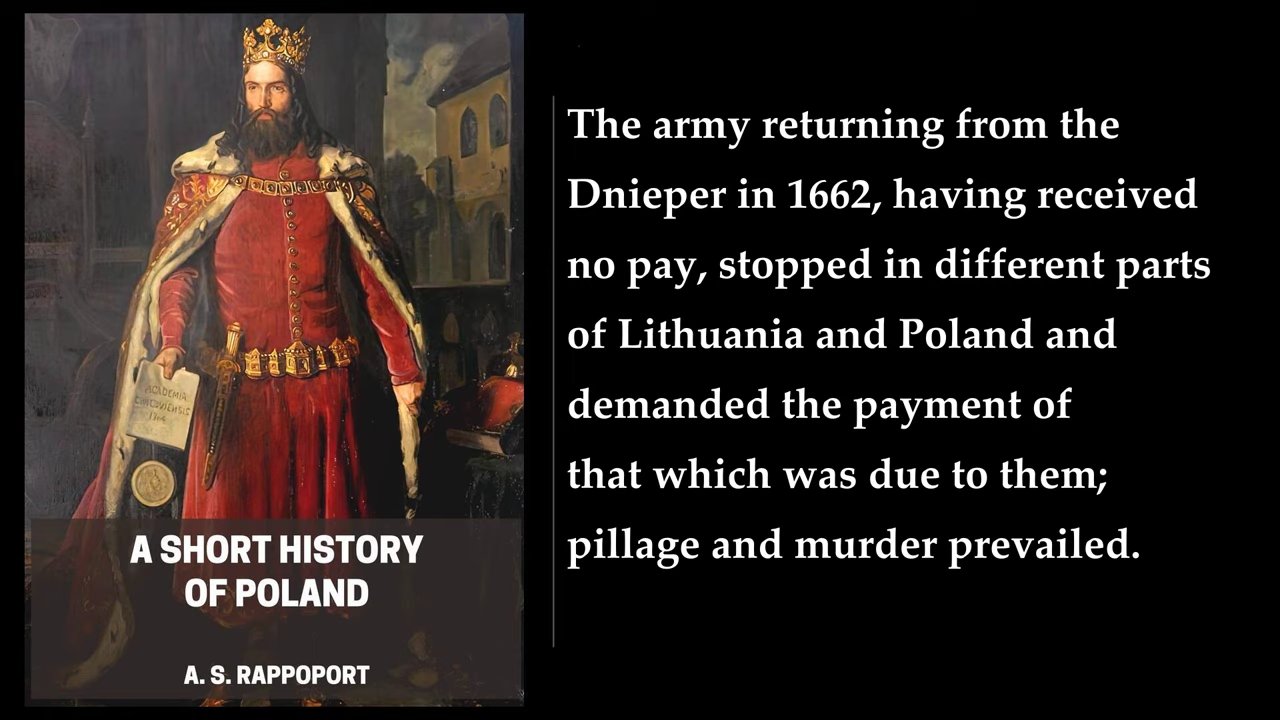 ACADEMIA
CRACOVIENSIS
A SHORT HISTORY
OF POLAND
A. S. RAPPOPORT
The army returning from the
Dnieper in 1662, having received
no pay, stopped in different parts
of Lithuania and Poland and
demanded the payment of
that which was due to them;
pillage and murder prevailed.